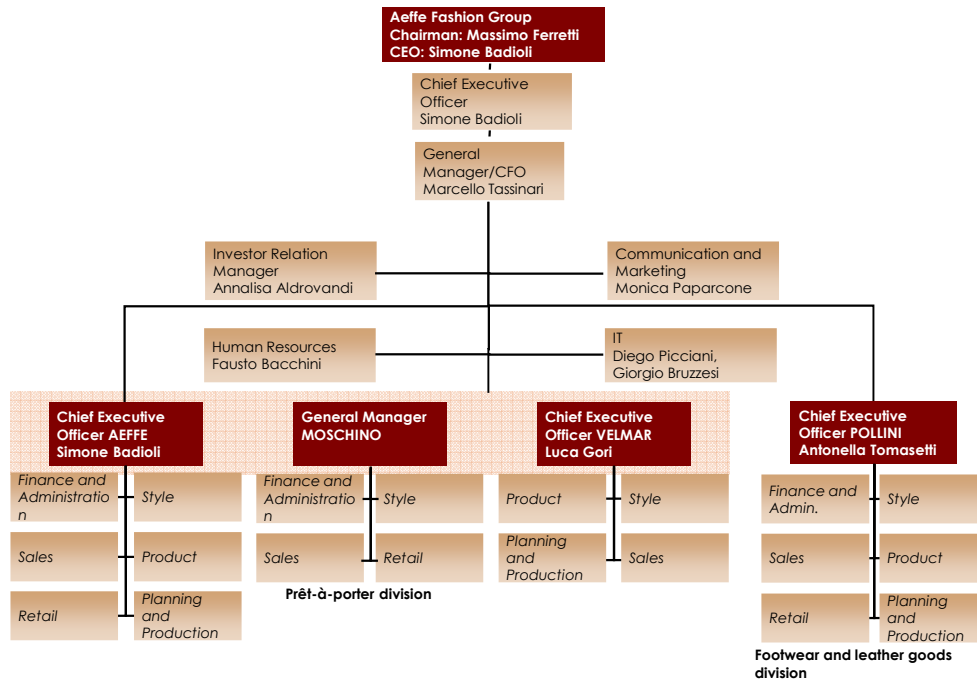 Aeffe Fashion Group
Chairman: Massimo Ferretti
CEO: Simone Badioli
Chief Executive
Officer
Simone Badioli
General
Manager/CFO
Marcello Tassinari
Investor Relation
Manager
Annalisa Aldrovandi
Communication and
Marketing
Monica Paparcone
Human Resources
Fausto Bacchini
IT
Diego Picciani,
Giorgio Bruzzesi
Chief Executive
Officer AEFFE
Simone Badioli
General Manager
MOSCHINO
Chief Executive
Officer VELMAR
Luca Gori
Chief Executive
Officer POLLINI
Antonella Tomasetti
Finance and
Administratio
n
Style
Sales
Product
Retail
Planning
and
Production
Finance and
Administratio
n
Style
Sales
Retail
Product
Style
Planning
and
Production
Sales
Prêt-à-porter division
Finance and
Admin.
Style
Sales
Product
Retail
Planning
and
Production
Footwear and leather goods
division